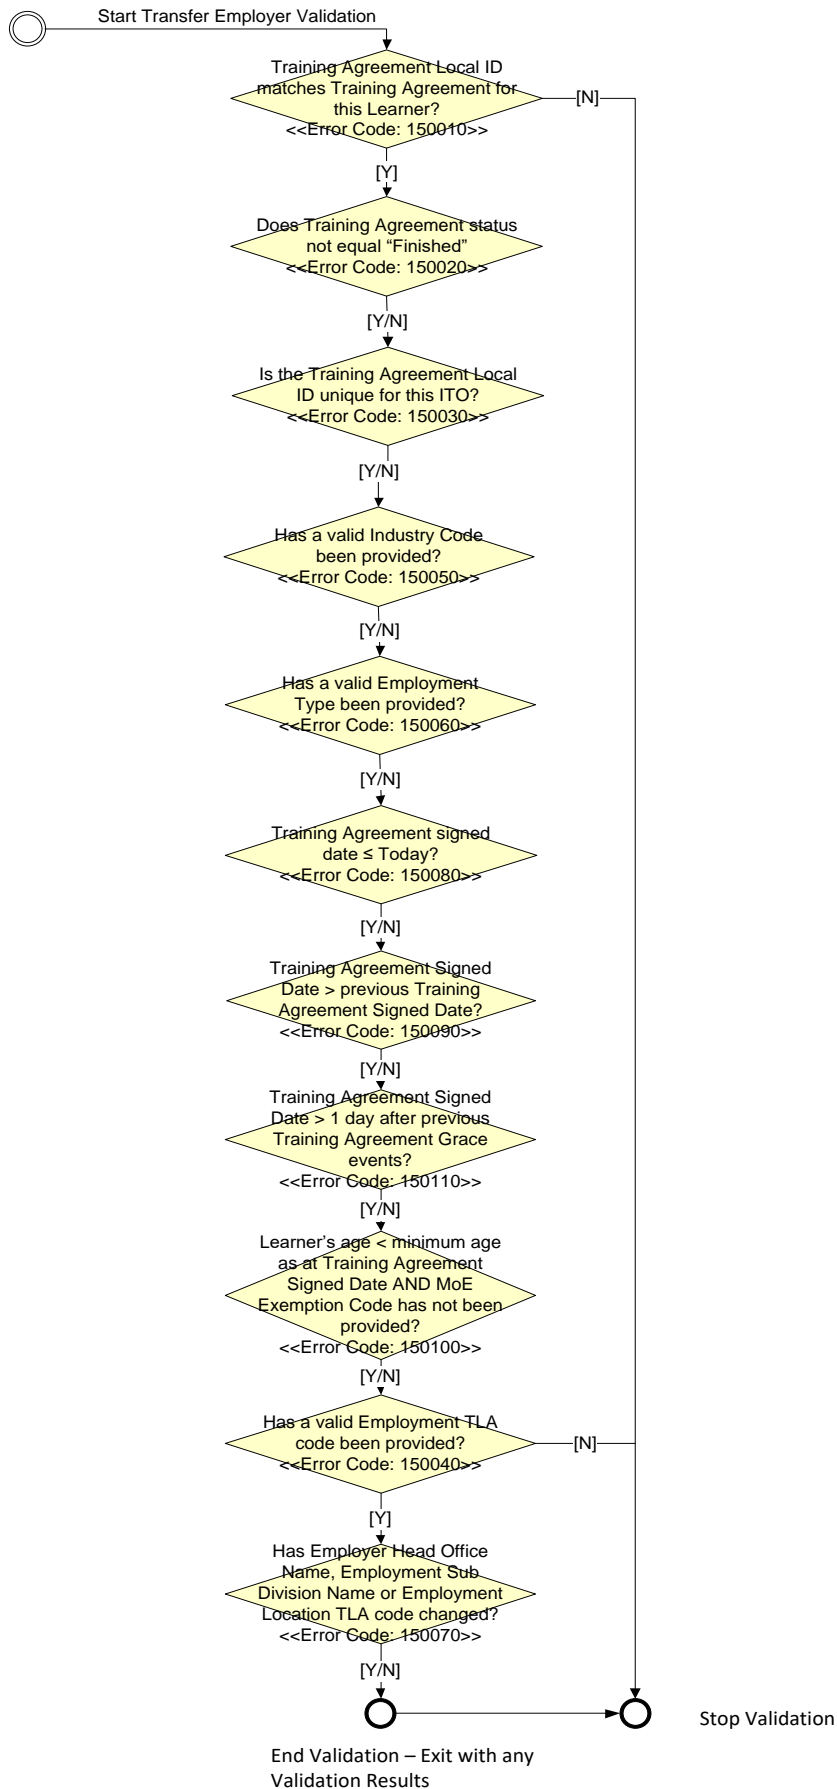 Start Transfer Employer Validation
Training Agreement Local ID
matches Training Agreement for
this Learner?
<<Error Code: 150010>>
[N]
[Y]
Does Training Agreement status
not equal “Finished”
<<Error Code: 150020>>
[Y/N]
Is the Training Agreement Local
ID unique for this ITO?
<<Error Code: 150030>>
[Y/N]
Has a valid Industry Code
been provided?
<<Error Code: 150050>>
[Y/N]
Has a valid Employment
Type been provided?
<<Error Code: 150060>>
[Y/N]
Training Agreement signed
date ≤ Today?
<<Error Code: 150080>>
[Y/N]
Training Agreement Signed
Date > previous Training
Agreement Signed Date?
<<Error Code: 150090>>
[Y/N]
Training Agreement Signed
Date > 1 day after previous
Training Agreement Grace
events?
<<Error Code: 150110>>
[Y/N]
Learner’s age < minimum age
as at Training Agreement
Signed Date AND MoE
Exemption Code has not been
provided?
<<Error Code: 150100>>
[Y/N]
Has a valid Employment TLA
code been provided?
<<Error Code: 150040>>
[N]
[Y]
Has Employer Head Office
Name, Employment Sub
Division Name or Employment
Location TLA code changed?
<<Error Code: 150070>>
[Y/N]
Stop Validation
End Validation – Exit with any
Validation Results